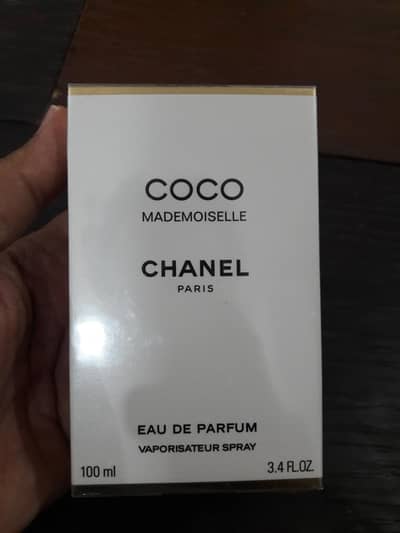 COCO
MADEMOISELLE
CHANEL
PARIS
EAU DE PARFUM
VAPORISATEUR SPRAY
100 ml 3.4 FL.OZ.